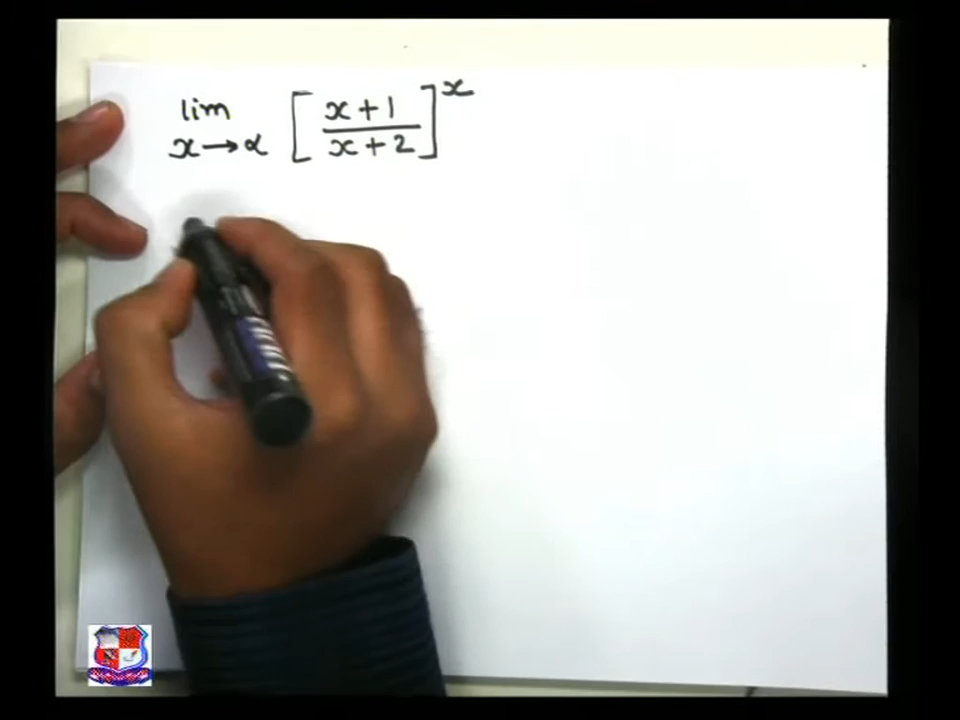 lim [ x+1 / x+2 ]^x
x→∝